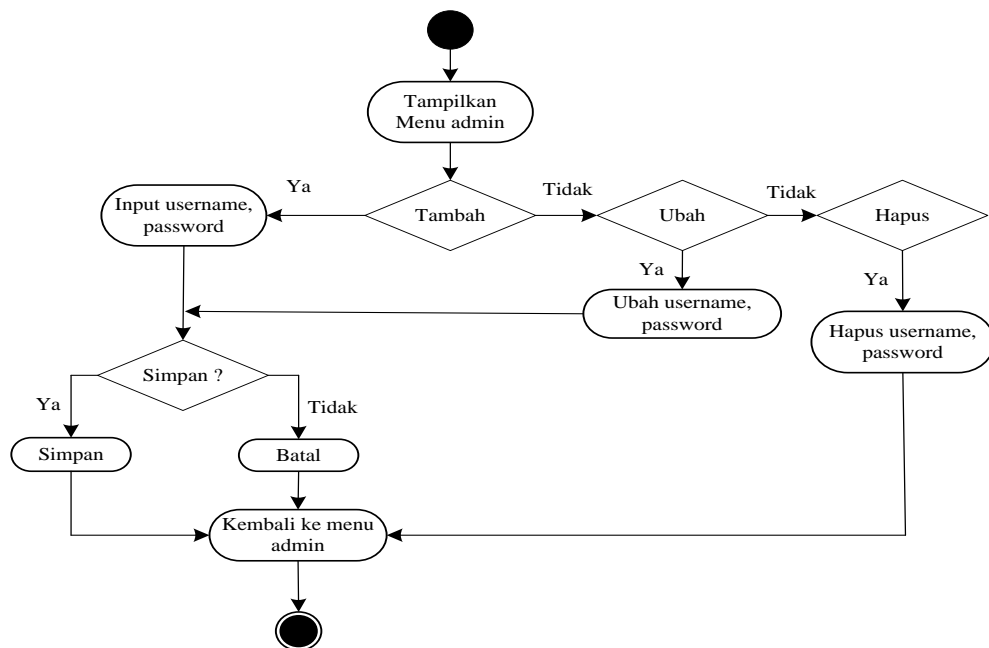 Tampilkan
Menu admin
Ya
Tidak
Tidak
Input username,
password
Tambah
Ubah
Hapus
Ya
Ya
Ubah username,
password
Hapus username,
password
Simpan ?
Ya
Tidak
Simpan
Batal
Kembali ke menu
admin